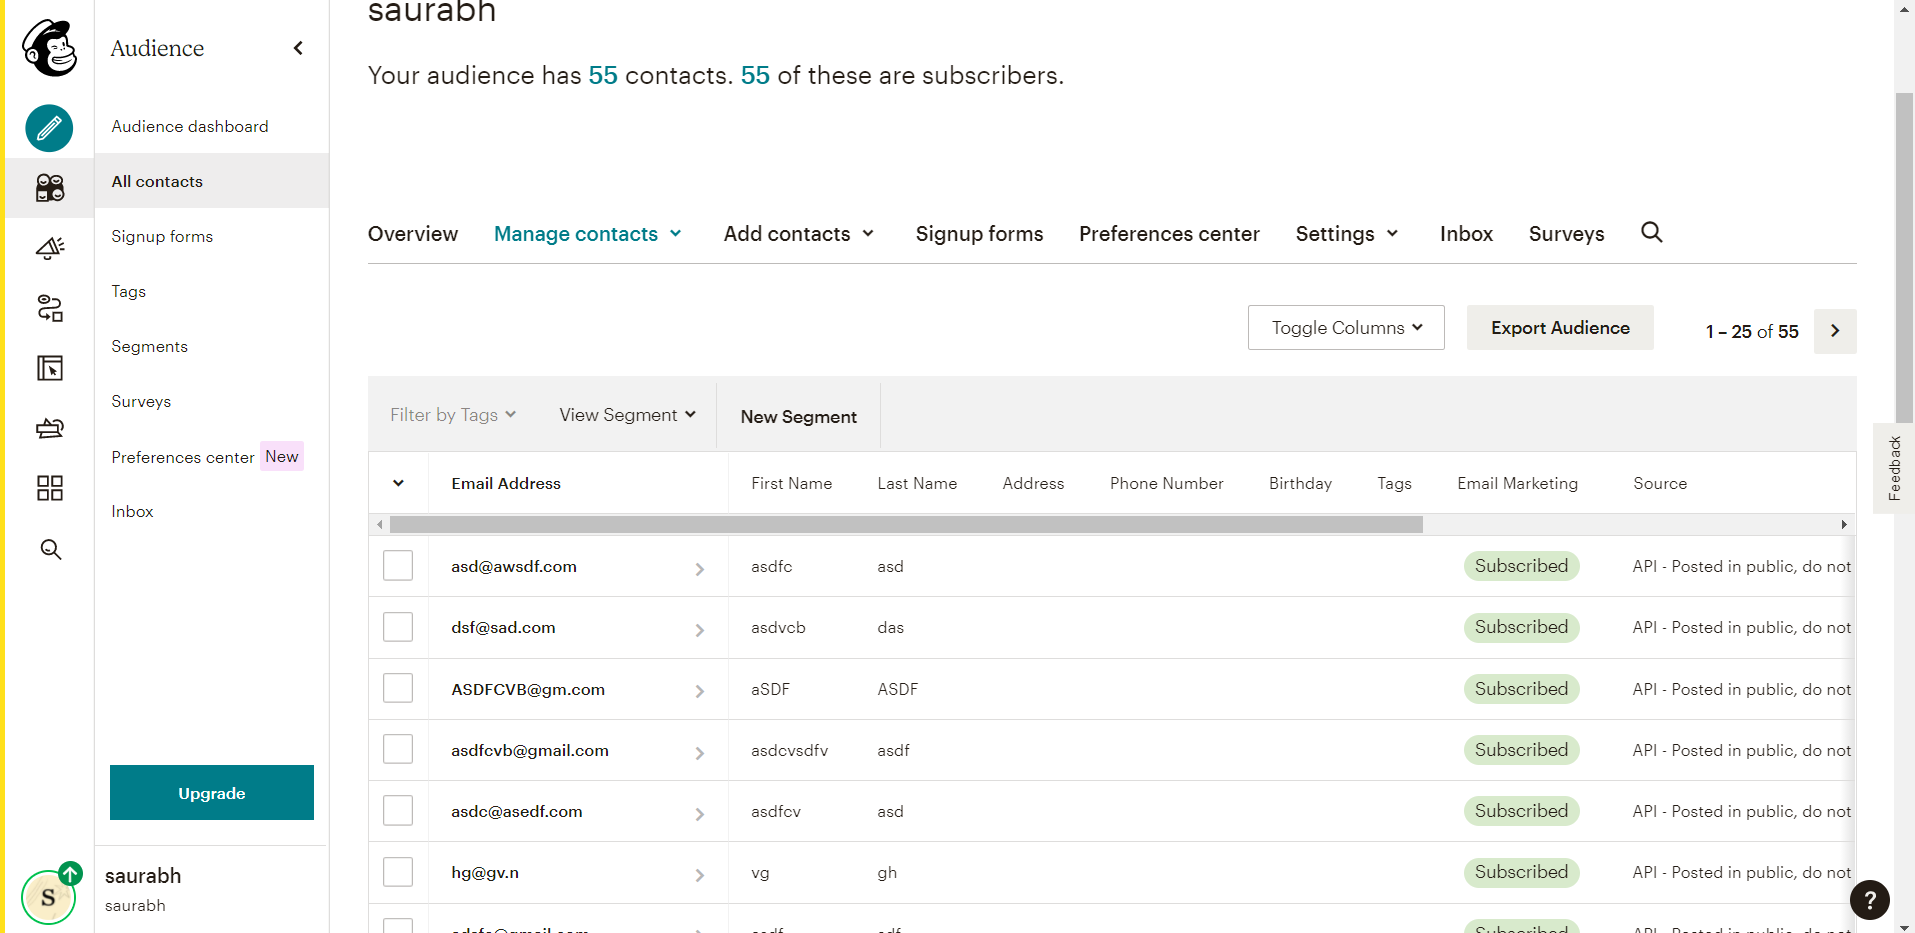 saurabh
Audience
Your audience has 55 contacts. 55 of these are subscribers.
Audience dashboard
All contacts
Signup forms
Tags
Segments
Surveys
Preferences center New
Inbox
Upgrade
S
saurabh
saurabh
Overview Manage contacts Add contacts Signup forms Preferences center Settings Inbox Surveys
Toggle Columns Export Audience 1 – 25 of 55
Filter by Tags View Segment New Segment
Email Address First Name Last Name Address Phone Number Birthday Tags Email Marketing Source
asd@awsdf.com asdfc asd Subscribed API - Posted in public, do not
dsf@sad.com asdvcb das Subscribed API - Posted in public, do not
ASDFCVB@gm.com aSDF ASDF Subscribed API - Posted in public, do not
asdfcvb@gmail.com asdcvsdfv asdf Subscribed API - Posted in public, do not
asdc@asedf.com asdfcv asd Subscribed API - Posted in public, do not
hg@gv.n vg gh Subscribed API - Posted in public, do not
Feedback
?